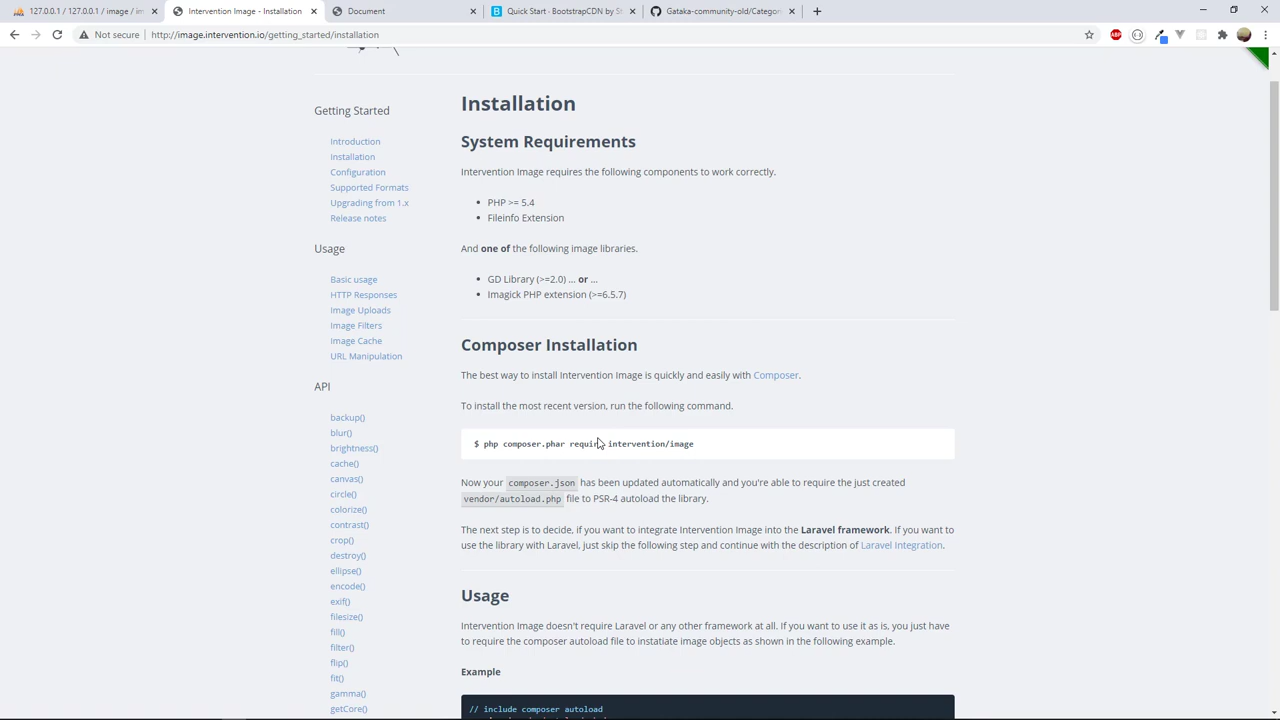 127.0.0.1 / 127.0.0.1 / image / im
Intervention Image - Installation
Document
Quick Start · BootstrapCDN by St
Gataka-community-old/Categor
Not secure
http://image.intervention.io/getting_started/installation
ABP
Getting Started
Introduction
Installation
Configuration
Supported Formats
Upgrading from 1.x
Release notes
Usage
Basic usage
HTTP Responses
Image Uploads
Image Filters
Image Cache
URL Manipulation
API
backup()
blur()
brightness()
cache()
canvas()
circle()
colorize()
contrast()
crop()
destroy()
ellipse()
encode()
exif()
filesize()
fill()
filter()
flip()
fit()
gamma()
getCore()
Installation
System Requirements
Intervention Image requires the following components to work correctly.
• PHP >= 5.4
• Fileinfo Extension
And one of the following image libraries.
• GD Library (>=2.0) ... or ...
• Imagick PHP extension (>=6.5.7)
Composer Installation
The best way to install Intervention Image is quickly and easily with Composer.
To install the most recent version, run the following command.
$ php composer.phar require intervention/image
Now your composer.json has been updated automatically and you're able to require the just created
vendor/autoload.php file to PSR-4 autoload the library.
The next step is to decide, if you want to integrate Intervention Image into the Laravel framework. If you want to
use the library with Laravel, just skip the following step and continue with the description of Laravel Integration.
Usage
Intervention Image doesn't require Laravel or any other framework at all. If you want to use it as is, you just have
to require the composer autoload file to instatiate image objects as shown in the following example.
Example
// include composer autoload